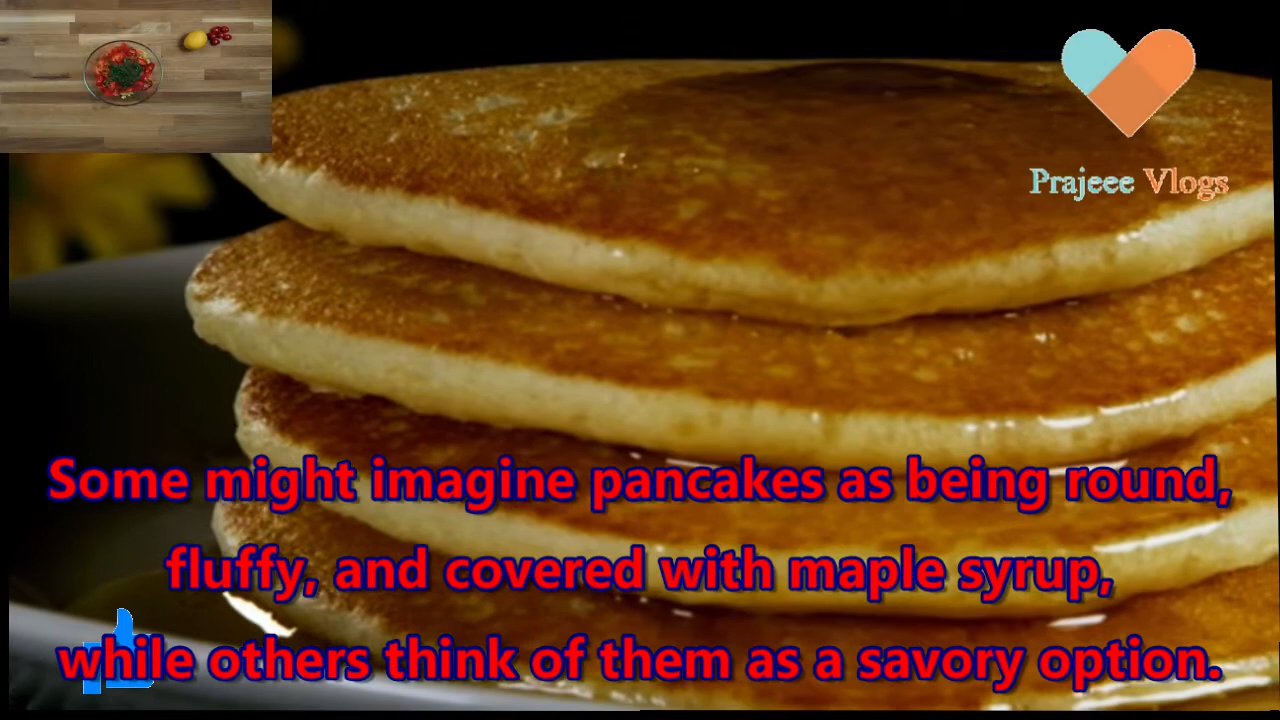 Prajeee Vlogs
Some might imagine pancakes as being round,
fluffy, and covered with maple syrup,
while others think of them as a savory option.